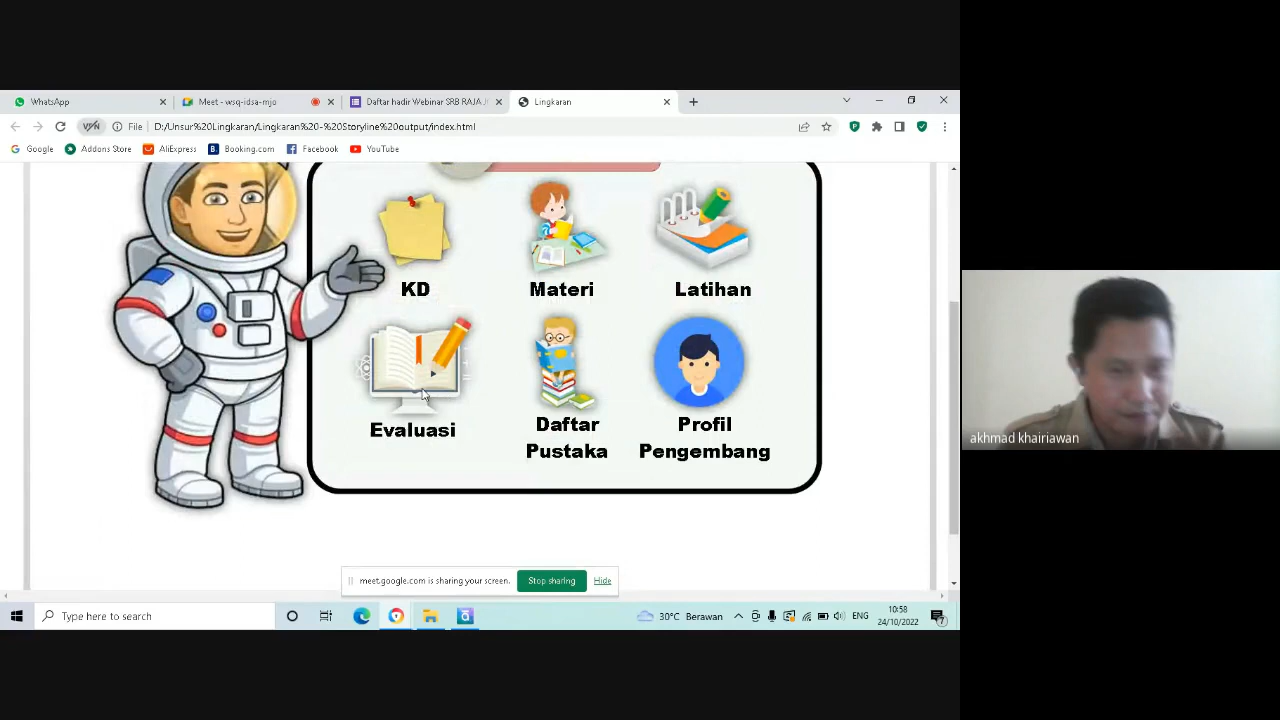 WhatsApp
Meet - wsq-idsa-mjo
Daftar hadir Webinar SRB RAJA
Lingkaran
VPN
File
D:/Unsur%20lingkaran/Lingkaran%20-%20Storyline%20output/index.html
Google
Addons Store
AliExpress
Booking.com
Facebook
YouTube
KD
Materi
Latihan
Evaluasi
Daftar
Pustaka
Profil
Pengembang
akhmad khairiawan
meet.google.com is sharing your screen.
Stop sharing
Hide
Type here to search
30°C Berawan
ENG
10:58
24/10/2022
7